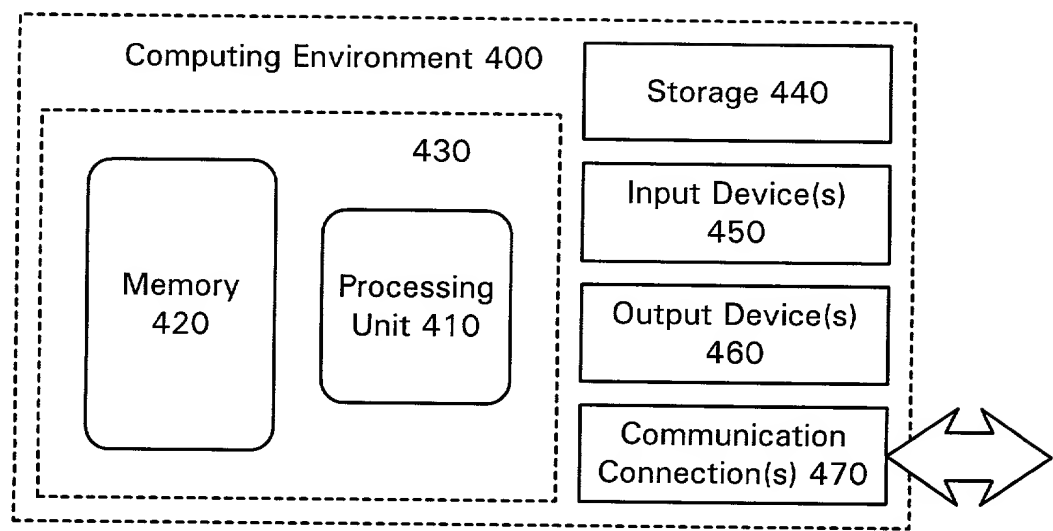 Computing Environment 400
430
Memory
420
Processing
Unit 410
Storage 440
Input Device(s)
450
Output Device(s)
460
Communication
Connection(s) 470